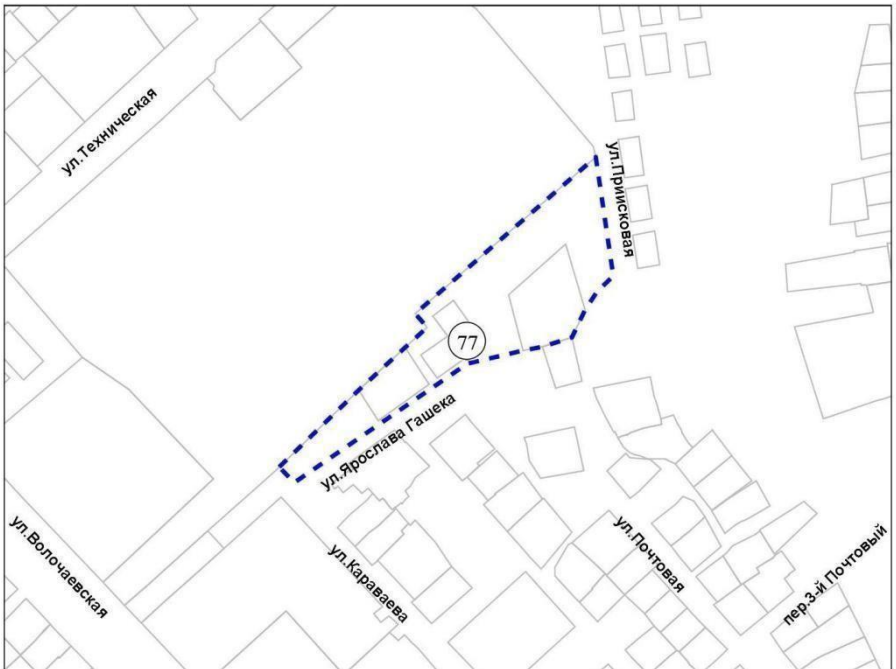 ул.Техническая
ул.Приисковая
77
ул.Ярослава Гашека
ул.Волочаевская
ул.Караваева
ул.Почтовая
пер.3-й Почтовый